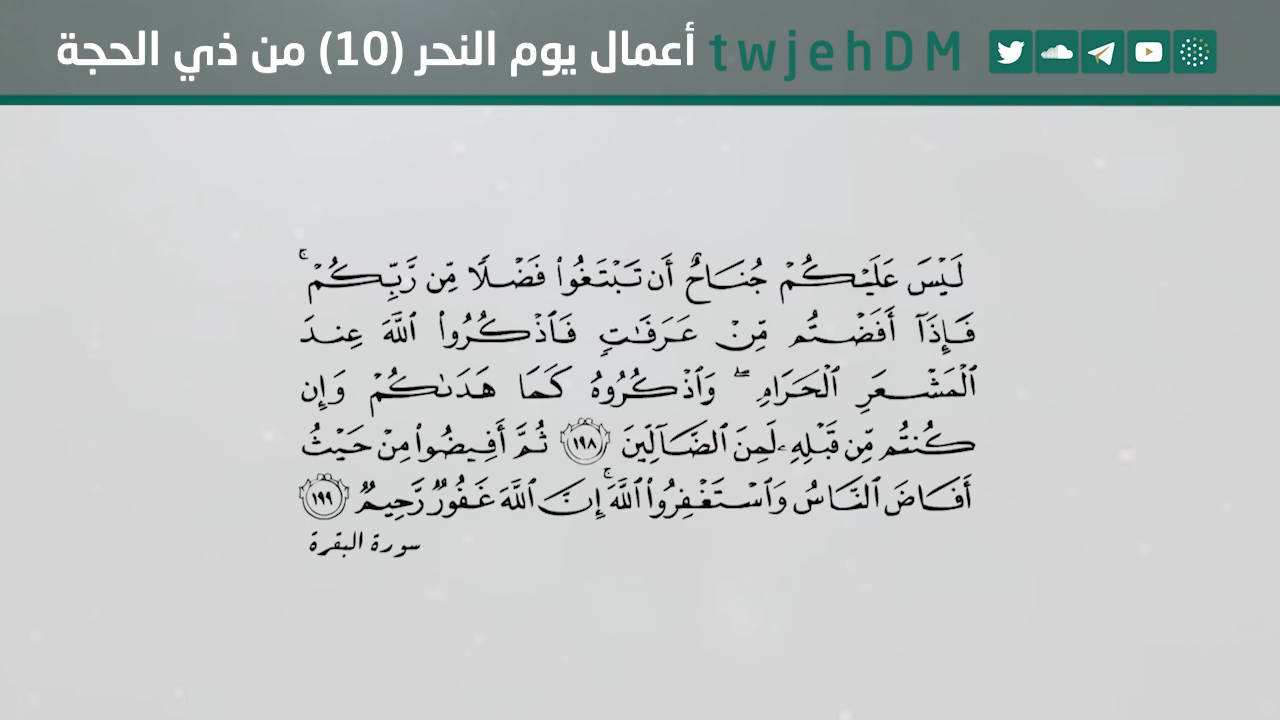 أعمال يوم النحر (10) من ذي الحجة twjehDM
لَيْسَ عَلَيْكُمْ جُنَاحٌ أَن تَبْتَغُوا۟ فَضْلًا مِّن رَّبِّكُمْ ۚ
فَإِذَآ أَفَضْتُم مِّنْ عَرَفَـٰتٍ فَٱذْكُرُوا۟ ٱللَّهَ عِندَ
ٱلْمَشْعَرِ ٱلْحَرَامِ ۖ وَٱذْكُرُوهُ كَمَا هَدَىٰكُمْ وَإِن
كُنتُم مِّن قَبْلِهِۦ لَمِنَ ٱلضَّآلِّينَ ١٩٨ ثُمَّ أَفِيضُوا۟ مِنْ حَيْثُ
أَفَاضَ ٱلنَّاسُ وَٱسْتَغْفِرُوا۟ ٱللَّهَ ۚ إِنَّ ٱللَّهَ غَفُورٌ رَّحِيمٌ ١٩٩
سورة البقرة